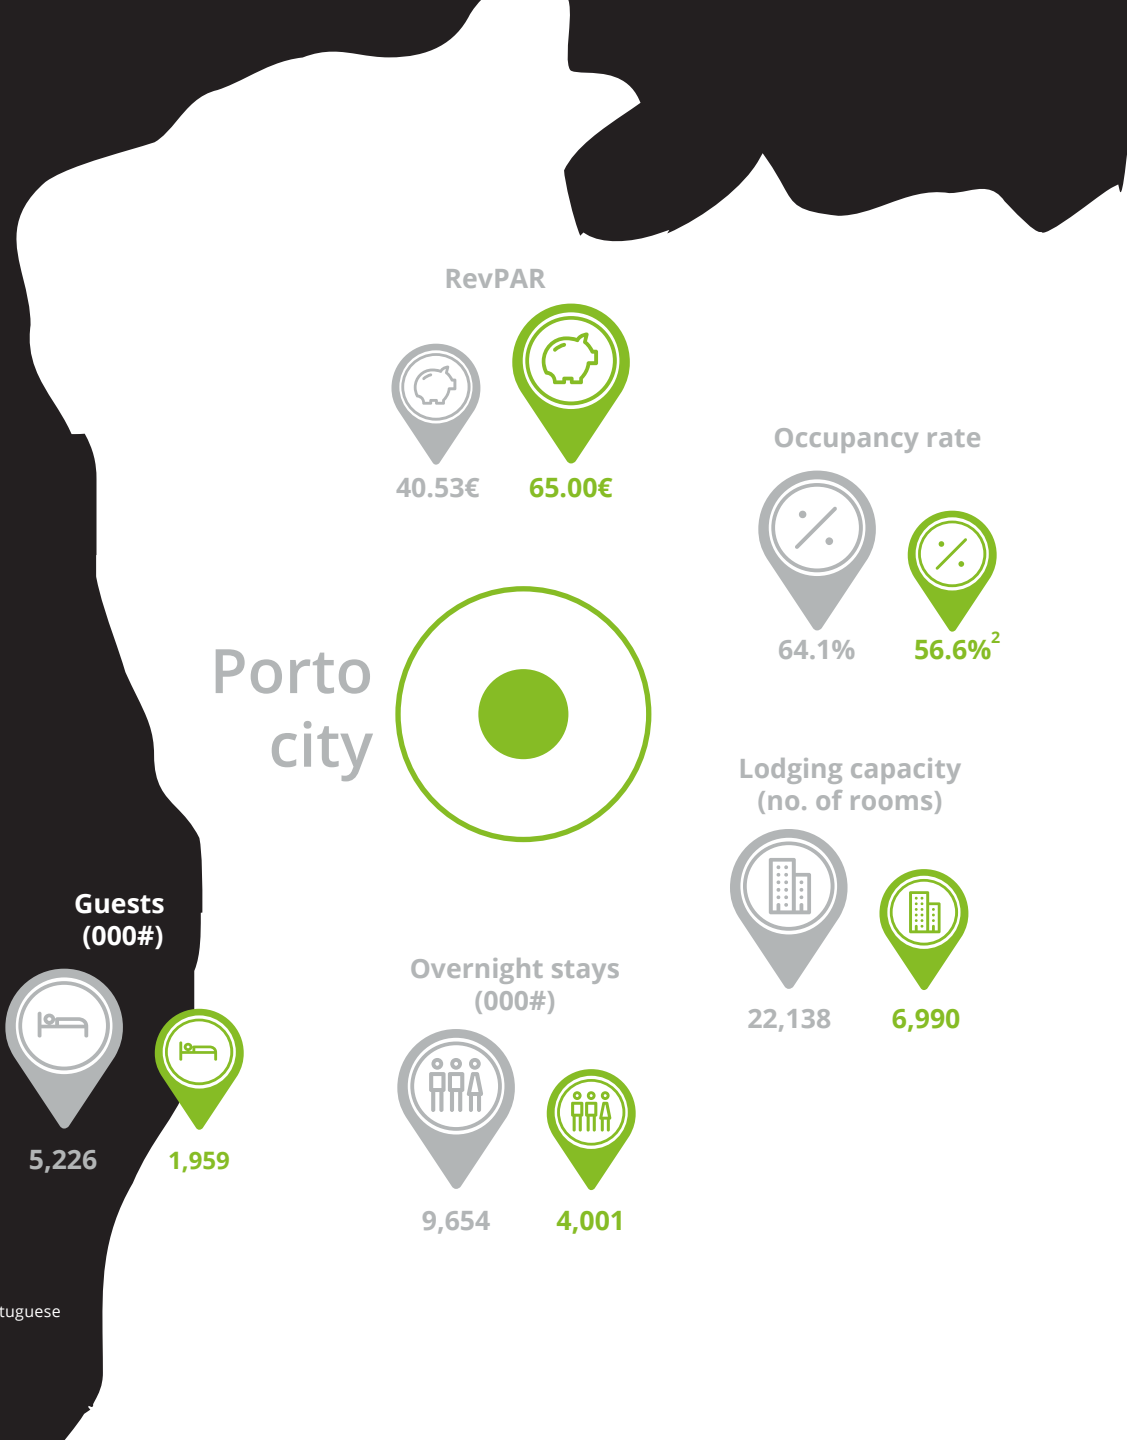 RevPAR
40.53€ 65.00€
Occupancy rate
64.1% 56.6%²
Porto
city
Lodging capacity
(no. of rooms)
22,138 6,990
Guests
(000#)
5,226 1,959
Overnight stays
(000#)
9,654 4,001
tuguese